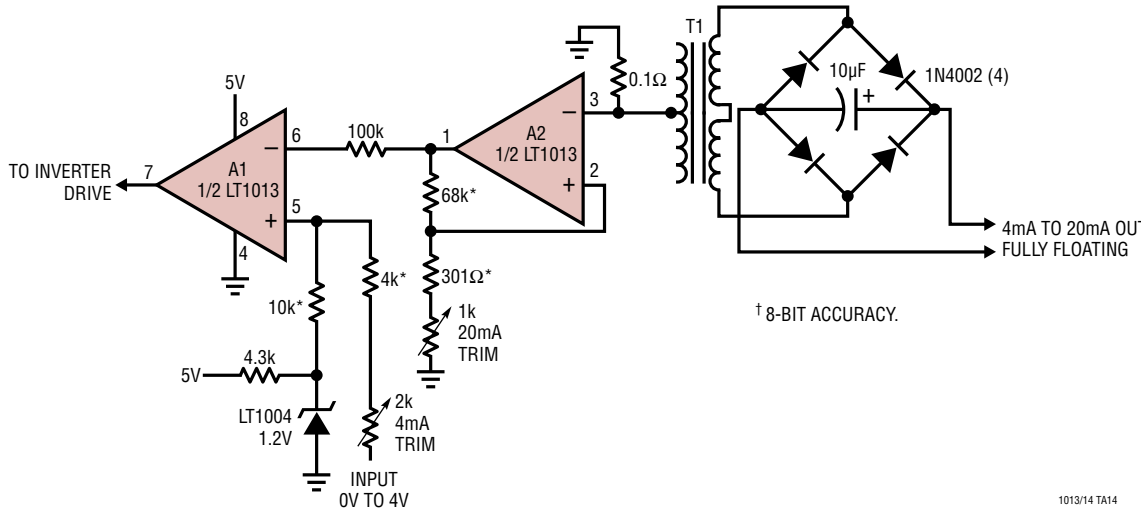 T1
5V
8
6
100k
1
A2
1/2 LT1013
3
0.1Ω
10µF
+
1N4002 (4)
TO INVERTER
DRIVE
7
A1
1/2 LT1013
−
+
5
4
−
+
2
68k*
10k*
4k*
301Ω*
1k
20mA
TRIM
4mA TO 20mA OUT
FULLY FLOATING
† 8-BIT ACCURACY.
5V
4.3k
LT1004
1.2V
2k
4mA
TRIM
INPUT
0V TO 4V
1013/14 TA14